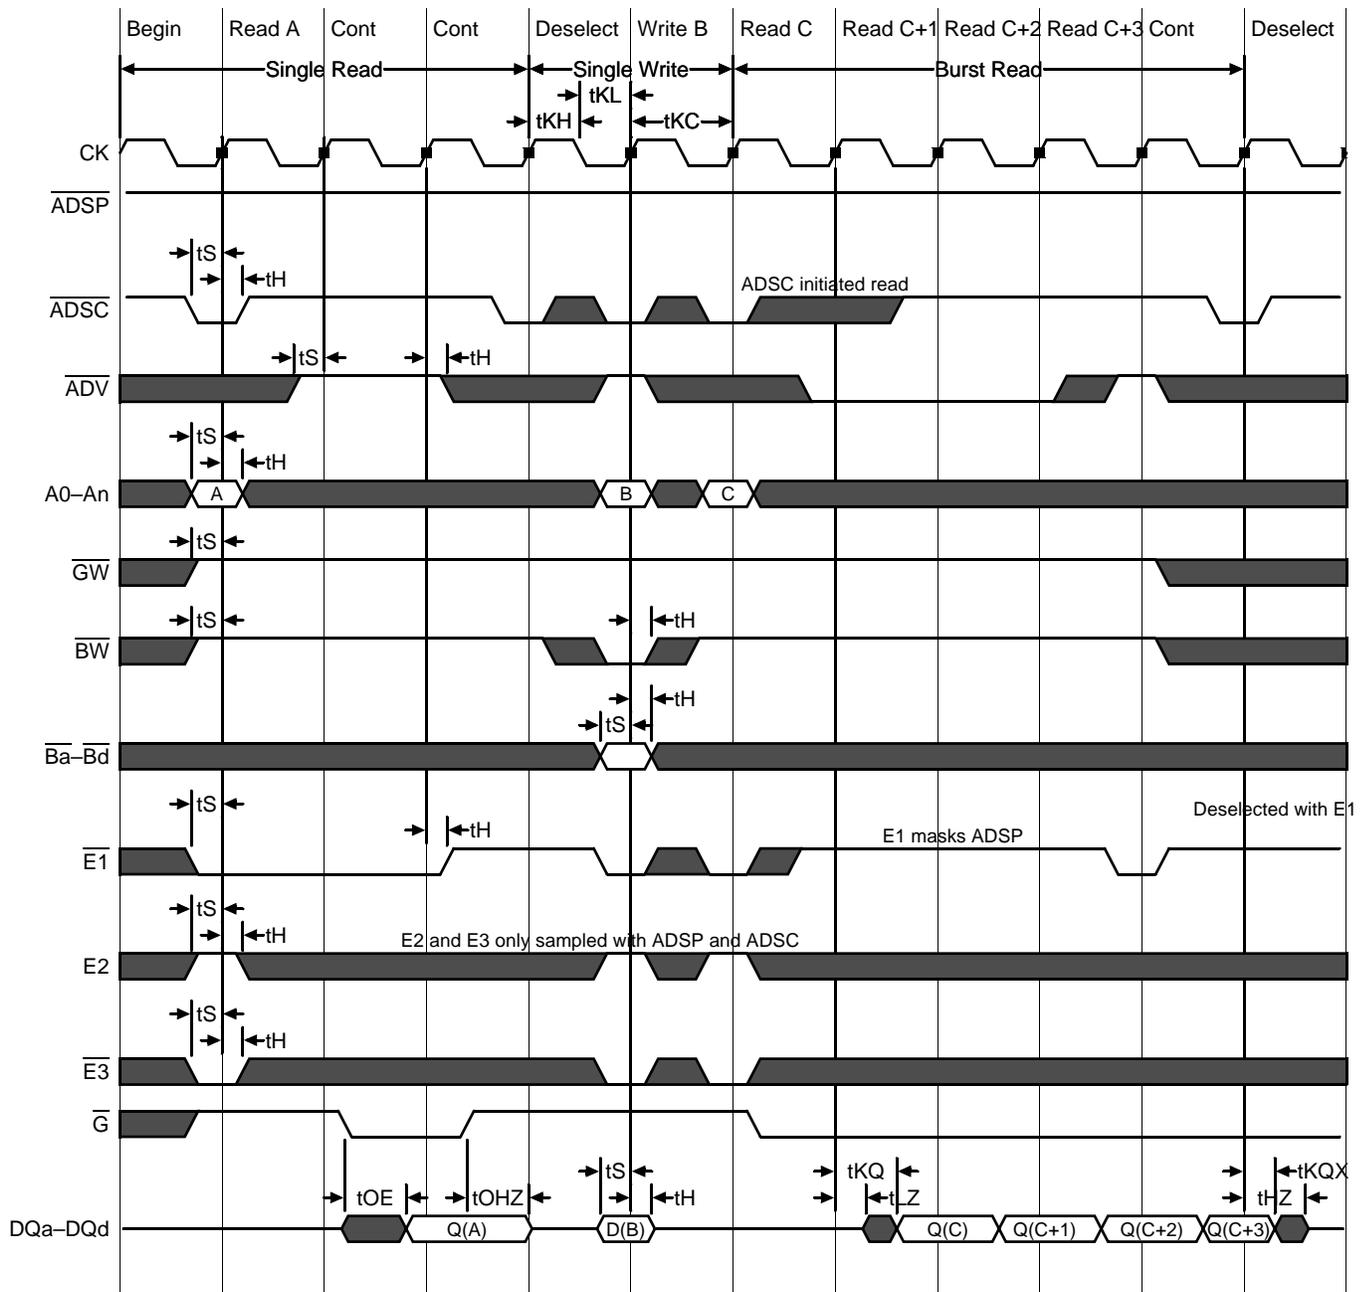 Begin Read A Cont Cont Deselect Write B Read C Read C+1 Read C+2 Read C+3 Cont Deselect
Single Read Single Write Burst Read
tKL
tKH tKC
CK
ADSP
tS
tH
ADSC initiated read
ADSC
tS tH
ADV
tS
tH
A0–An A B C
tS
GW
tS tH
BW
tH
tS
Ba–Bd
tS
Deselected with E1
tH
E1 masks ADSP
E1
tS
tH
E2 and E3 only sampled with ADSP and ADSC
E2
tS
tH
E3
G
tS tKQ tKQX
tOE tOHZ tH tLZ tHZ
DQa–DQd Q(A) D(B) Q(C) Q(C+1) Q(C+2) Q(C+3)